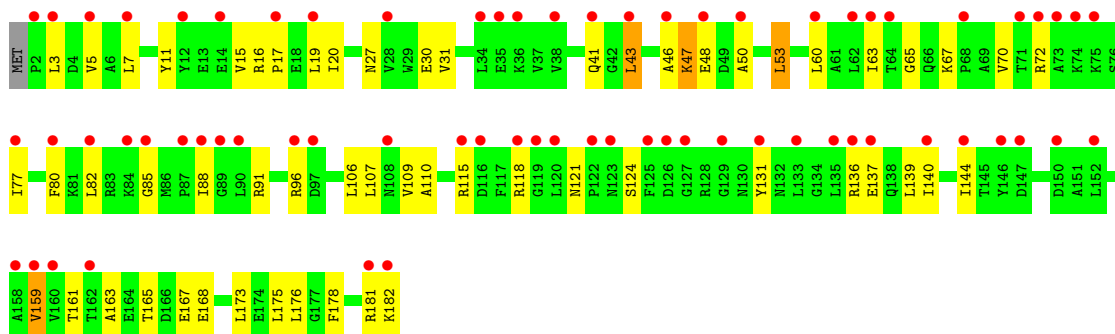 MET P2 L3 D4 V5 A6 L7 Y11 Y12 E13 E14 V15 R16 P17 E18 L19 I20 N27 V28 W29 E30 V31 L34 E35 K36 V37 V38 Q41 G42 L43 A46 K47 E48 D49 A50 L53 L60 A61 L62 I63 T64 G65 Q66 K67 P68 A69 V70 T71 R72 A73 K74 K75 S76
I77 F80 K81 L82 R83 K84 G85 M86 P87 I88 G89 L90 R91 R96 D97 L106 L107 N108 V109 A110 R115 D116 F117 R118 G119 L120 N121 P122 N123 S124 F125 D126 G127 R128 G129 N130 Y131 N132 L133 G134 L135 R136 E137 Q138 L139 I140 I144 T145 Y146 D147 D150 A151 L152
A158 V159 V160 T161 T162 A163 E164 T165 D166 E167 E168 L173 E174 L175 L176 G177 F178 R181 K182